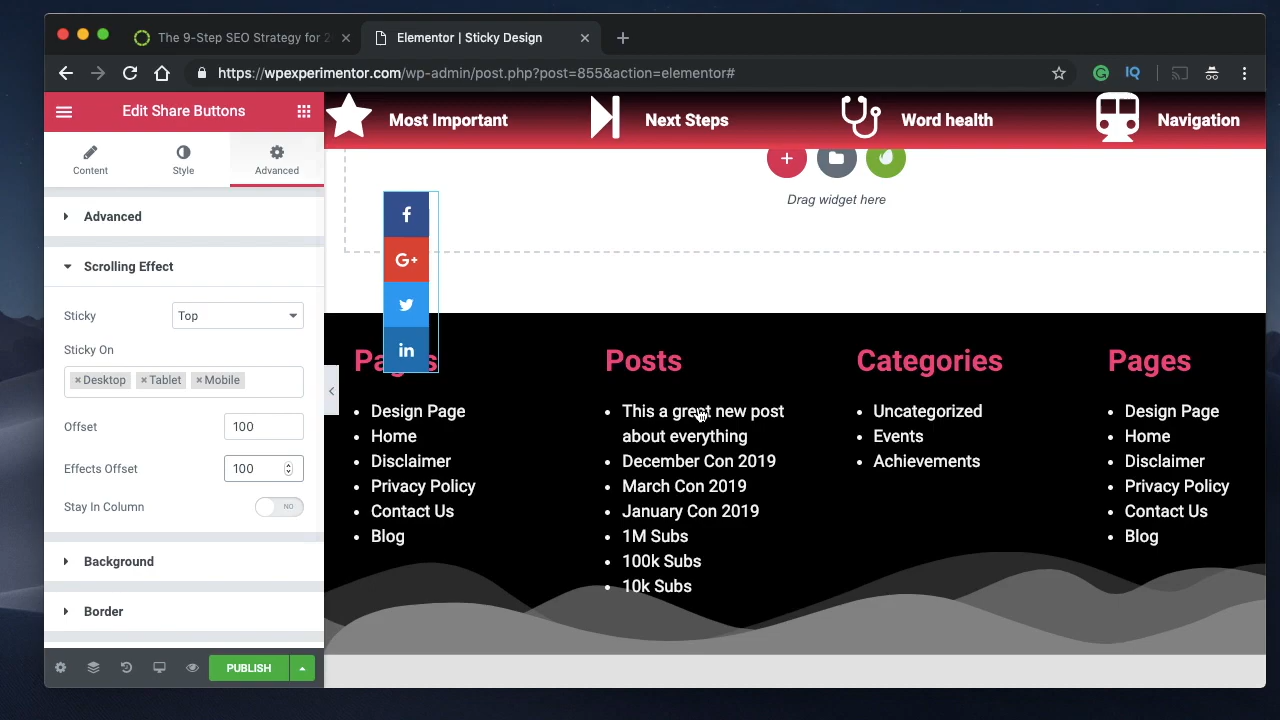 The 9-Step SEO Strategy for 2
Elementor | Sticky Design
https://wpexperimentor.com/wp-admin/post.php?post=855&action=elementor#
IQ
Edit Share Buttons
Content
Style
Advanced
Advanced
Scrolling Effect
Sticky
Top
Sticky On
×Desktop ×Tablet ×Mobile
Offset
100
Effects Offset
100
Stay In Column
NO
Background
Border
PUBLISH
Most Important
Next Steps
Word health
Navigation
Drag widget here
f
G+
in
Pages
Design Page
Home
Disclaimer
Privacy Policy
Contact Us
Blog
Posts
This a great new post
about everything
December Con 2019
March Con 2019
January Con 2019
1M Subs
100k Subs
10k Subs
Categories
Uncategorized
Events
Achievements
Pages
Design Page
Home
Disclaimer
Privacy Policy
Contact Us
Blog